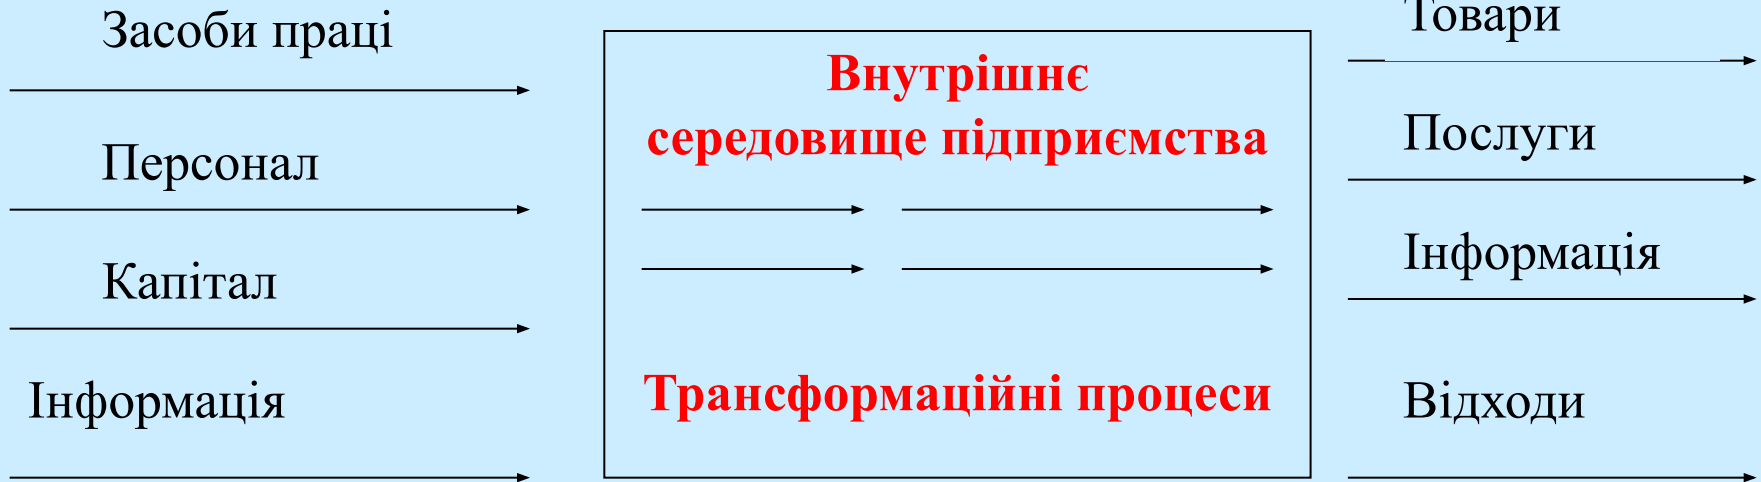 Засоби праці
Персонал
Капітал
Інформація
Внутрішнє
середовище підприємства
Трансформаційні процеси
Товари
Послуги
Інформація
Відходи